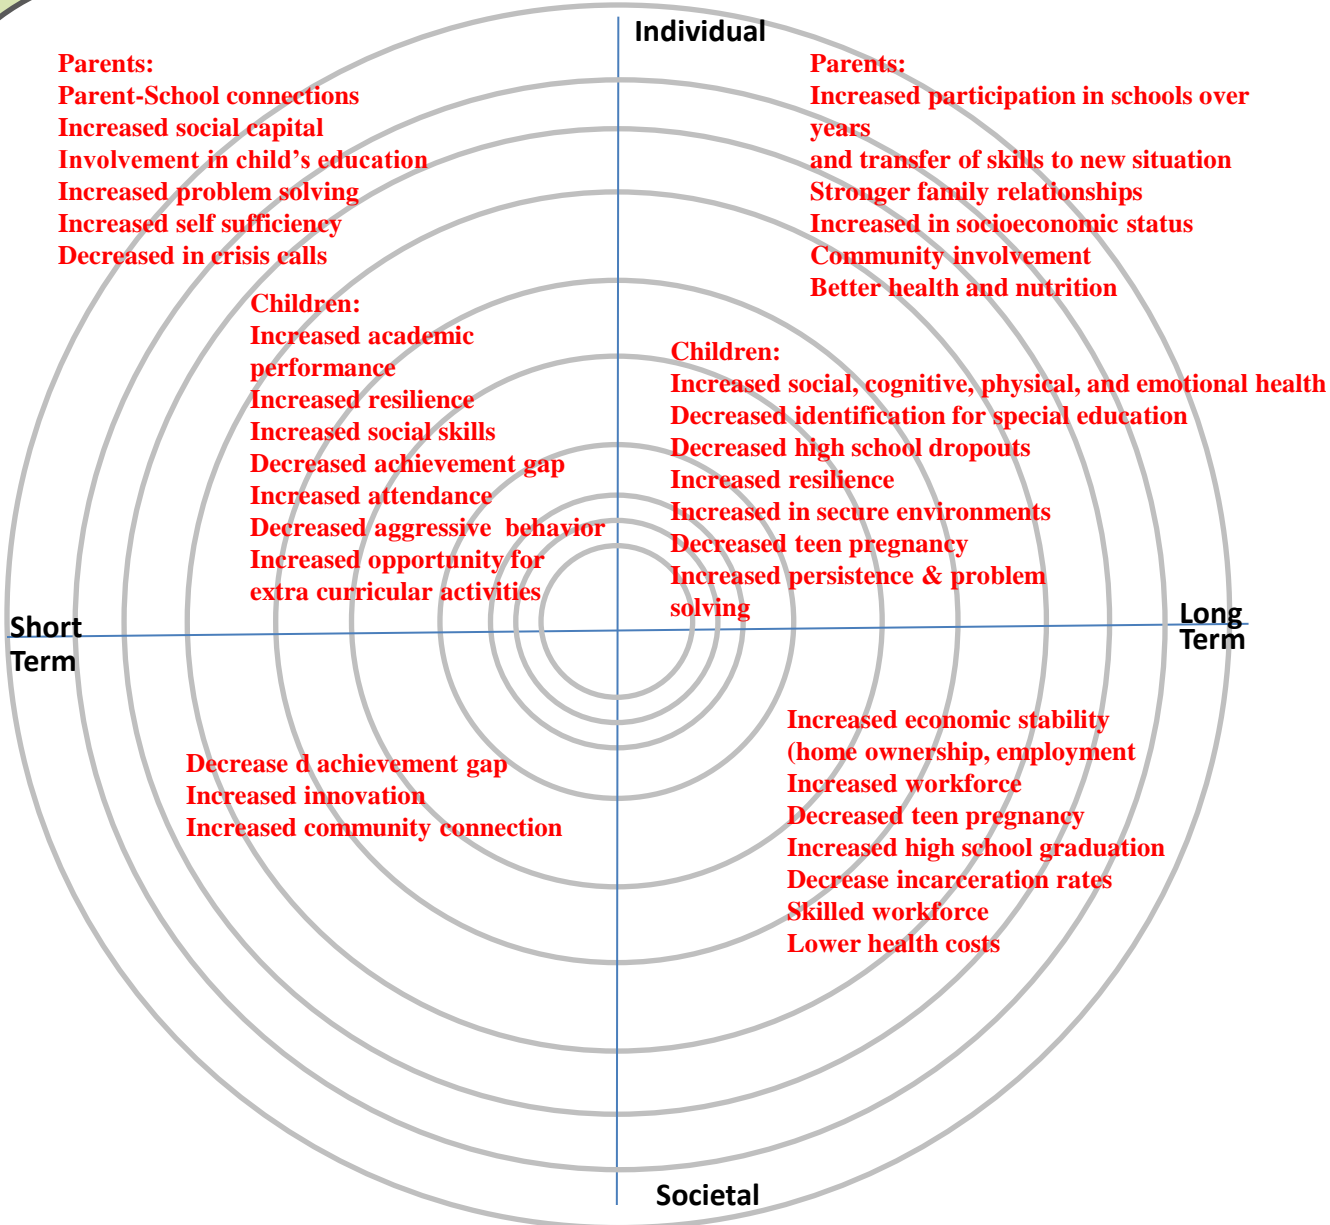 Individual
Parents:
Parent-School connections
Increased social capital
Involvement in child's education
Increased problem solving
Increased self sufficiency
Decreased in crisis calls
Parents:
Increased participation in schools over
years
and transfer of skills to new situation
Stronger family relationships
Increased in socioeconomic status
Community involvement
Better health and nutrition
Children:
Increased academic
performance
Increased resilience
Increased social skills
Decreased achievement gap
Increased attendance
Decreased aggressive  behavior
Increased opportunity for
extra curricular activities
Children:
Increased social, cognitive, physical, and emotional health
Decreased identification for special education
Decreased high school dropouts
Increased resilience
Increased in secure environments
Decreased teen pregnancy
Increased persistence & problem
solving
Short
Term
Long
Term
Decrease d achievement gap
Increased innovation
Increased community connection
Increased economic stability
(home ownership, employment
Increased workforce
Decreased teen pregnancy
Increased high school graduation
Decrease incarceration rates
Skilled workforce
Lower health costs
Societal